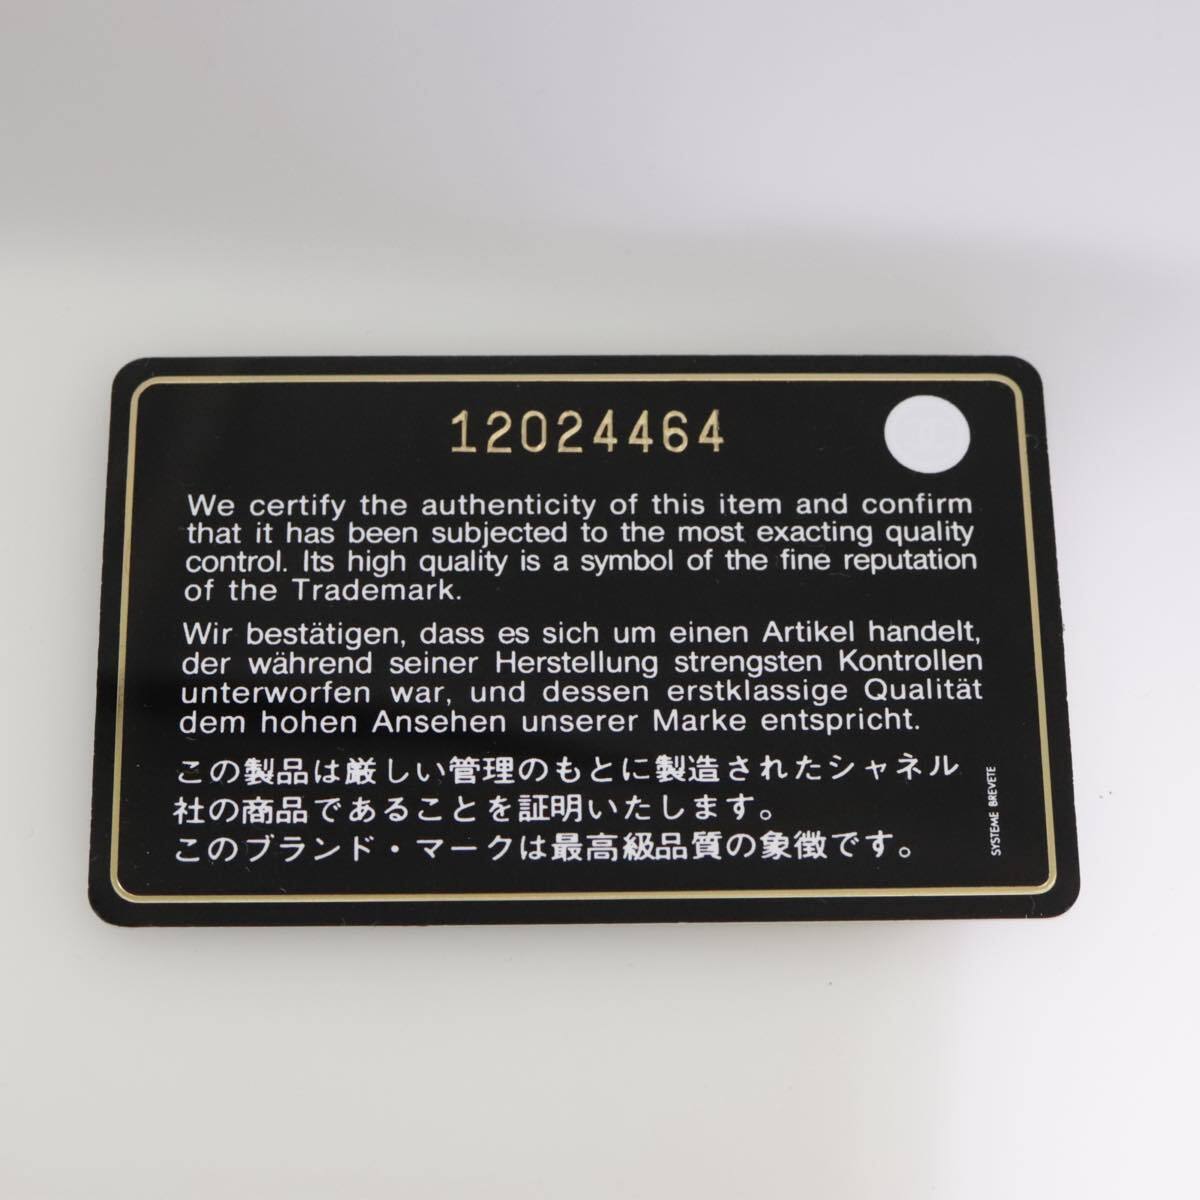 12024464
We certify the authenticity of this item and confirm
that it has been subjected to the most exacting quality
control. Its high quality is a symbol of the fine reputation
of the Trademark.
Wir bestätigen, dass es sich um einen Artikel handelt,
der während seiner Herstellung strengsten Kontrollen
unterworfen war, und dessen erstklassige Qualität
dem hohen Ansehen unserer Marke entspricht.
この製品は厳しい管理のもとに製造されたシャネル
社の商品であることを証明いたします。
このブランド・マークは最高級品質の象徴です。
SYSTEME BREVETE